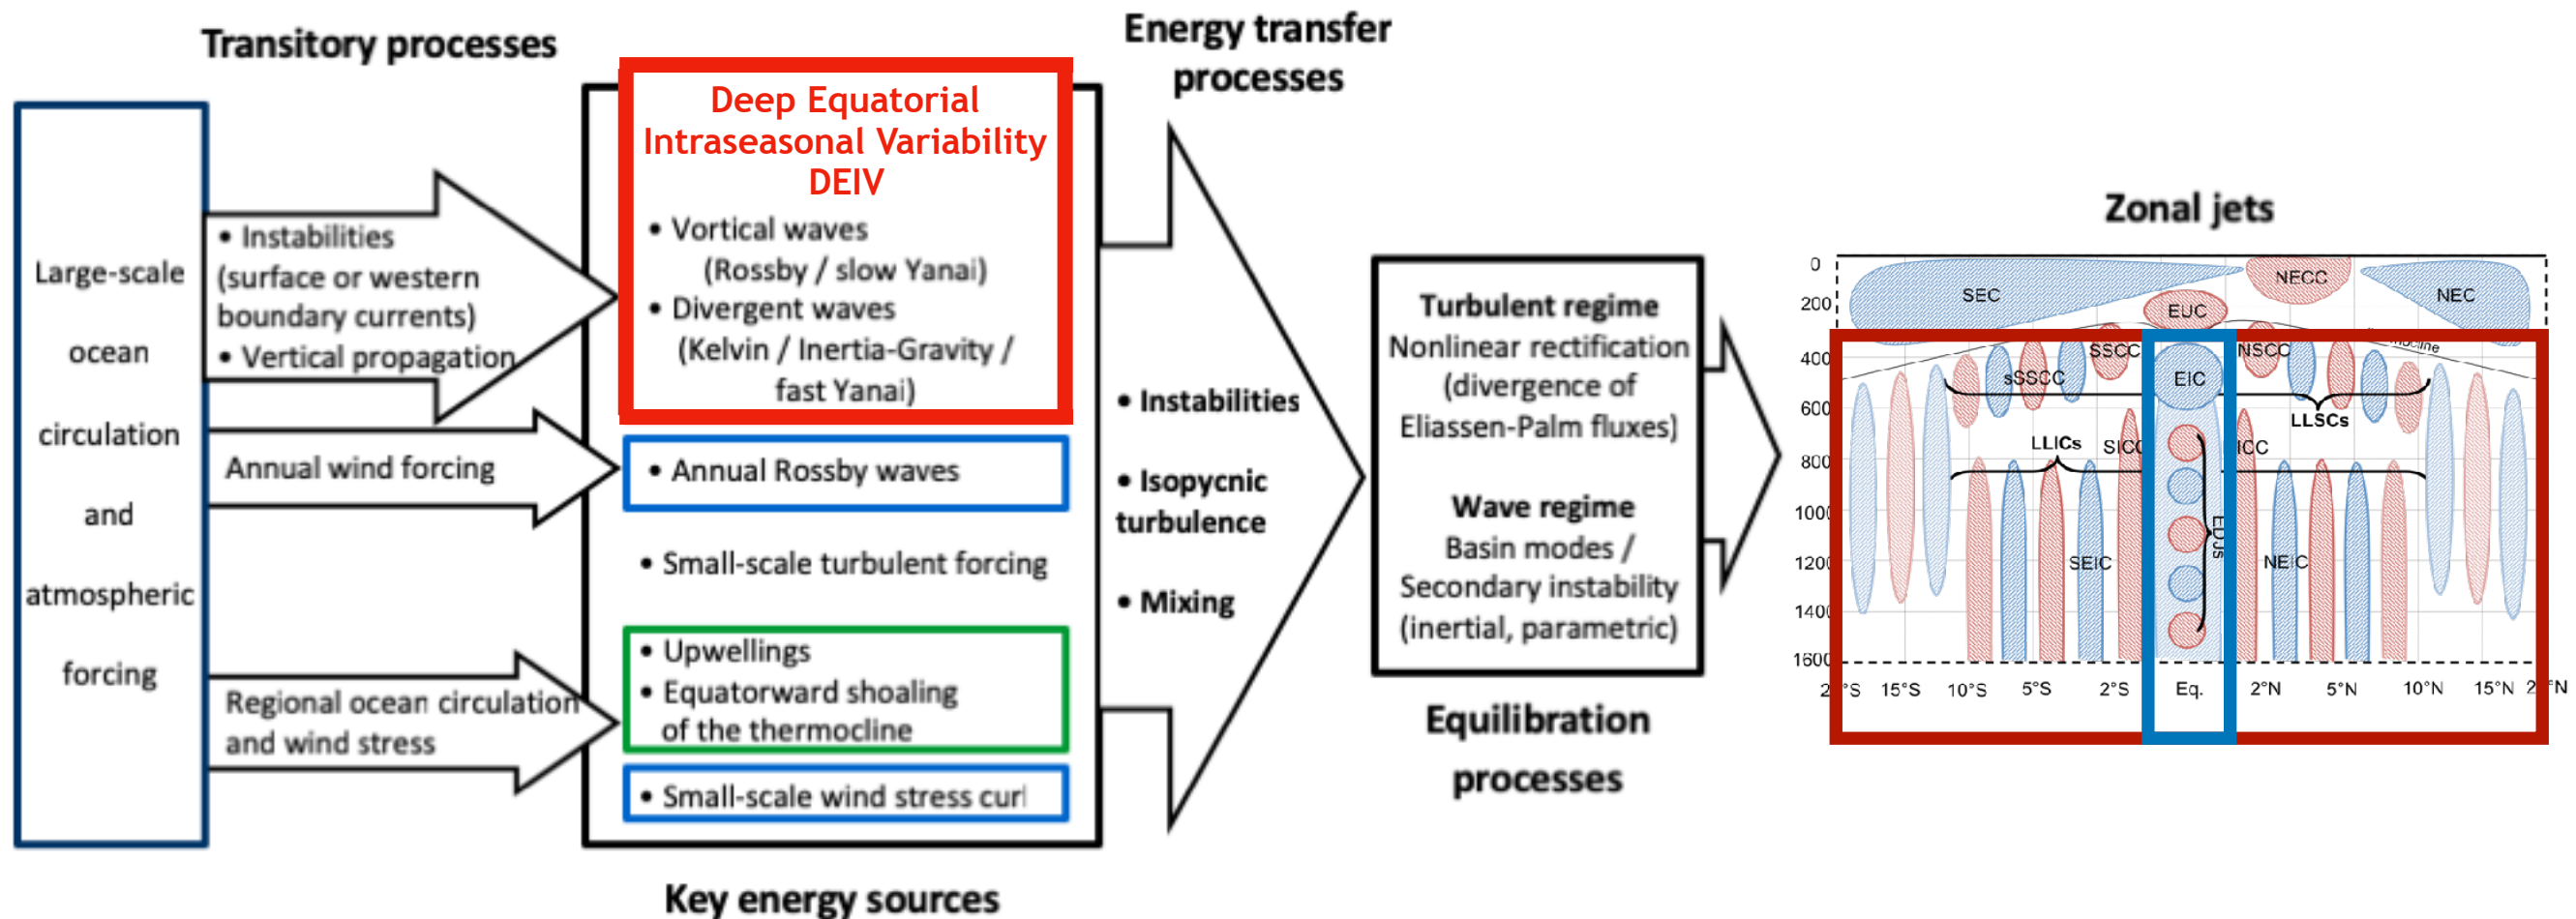 Transitory processes
Large-scale
ocean
circulation
and
atmospheric
forcing
• Instabilities
(surface or western
boundary currents)
• Vertical propagation
Annual wind forcing
Regional ocean circulation
and wind stress
Deep Equatorial
Intraseasonal Variability
DEIV
• Vortical waves
(Rossby / slow Yanai)
• Divergent waves
(Kelvin / Inertia-Gravity /
fast Yanai)
• Annual Rossby waves
• Small-scale turbulent forcing
• Upwellings
• Equatorward shoaling
of the thermocline
• Small-scale wind stress curl
Key energy sources
Energy transfer
processes
• Instabilities
• Isopycnic
turbulence
• Mixing
Turbulent regime
Nonlinear rectification
(divergence of
Eliassen-Palm fluxes)
Wave regime
Basin modes /
Secondary instability
(inertial, parametric)
Equilibration
processes
Zonal jets
0
200
400
600
800
1000
1200
1400
1600
SEC
NECC
NEC
EUC
SSCC
NSCC
sSSCC
EIC
LLSCs
LLICs
SICC
ICC
EDJs
SEIC
NEIC
15°S
10°S
5°S
2°S
Eq.
2°N
5°N
10°N
15°N